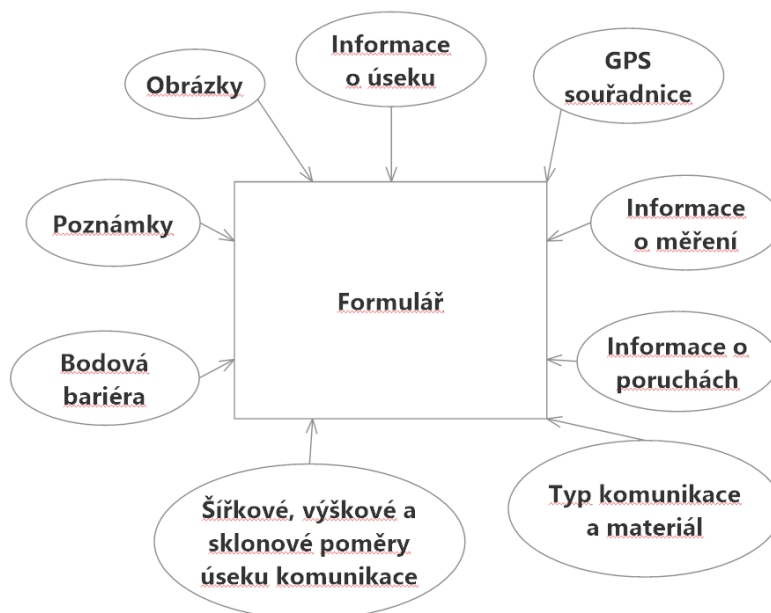 Informace
o úseku
GPS
souřadnice
Obrázky
Poznámky
Informace
o měření
Formulář
Bodová
bariéra
Informace o
poruchách
Šířkové, výškové a
sklonové poměry
úseku komunikace
Typ komunikace
a materiál